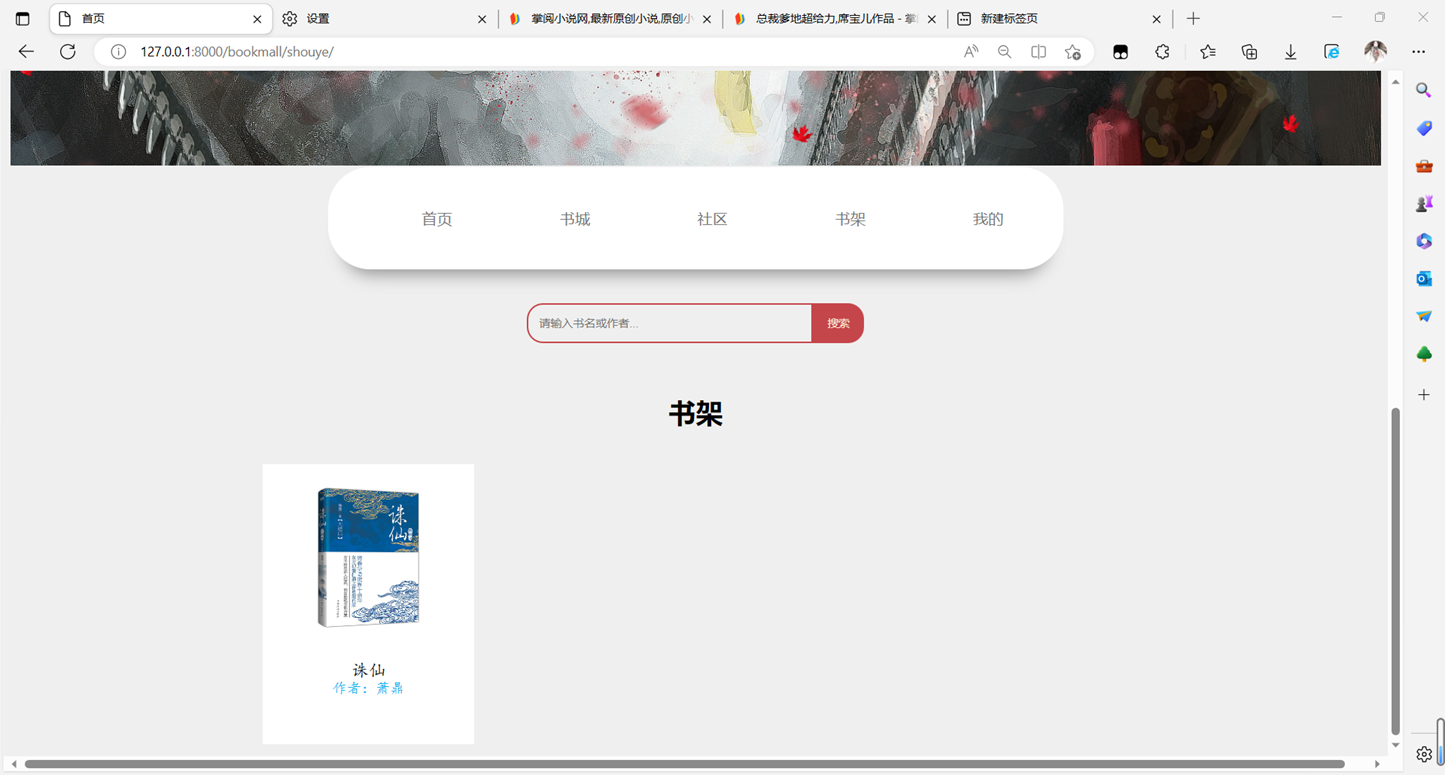 首页
设置
掌阅小说网,最新原创小说,原创小
总裁爹地超给力,席宝儿作品 - 掌
新建标签页
127.0.0.1:8000/bookmall/shouye/
首页
书城
社区
书架
我的
请输入书名或作者...
搜索
书架
诛仙
诛仙
作者：萧鼎